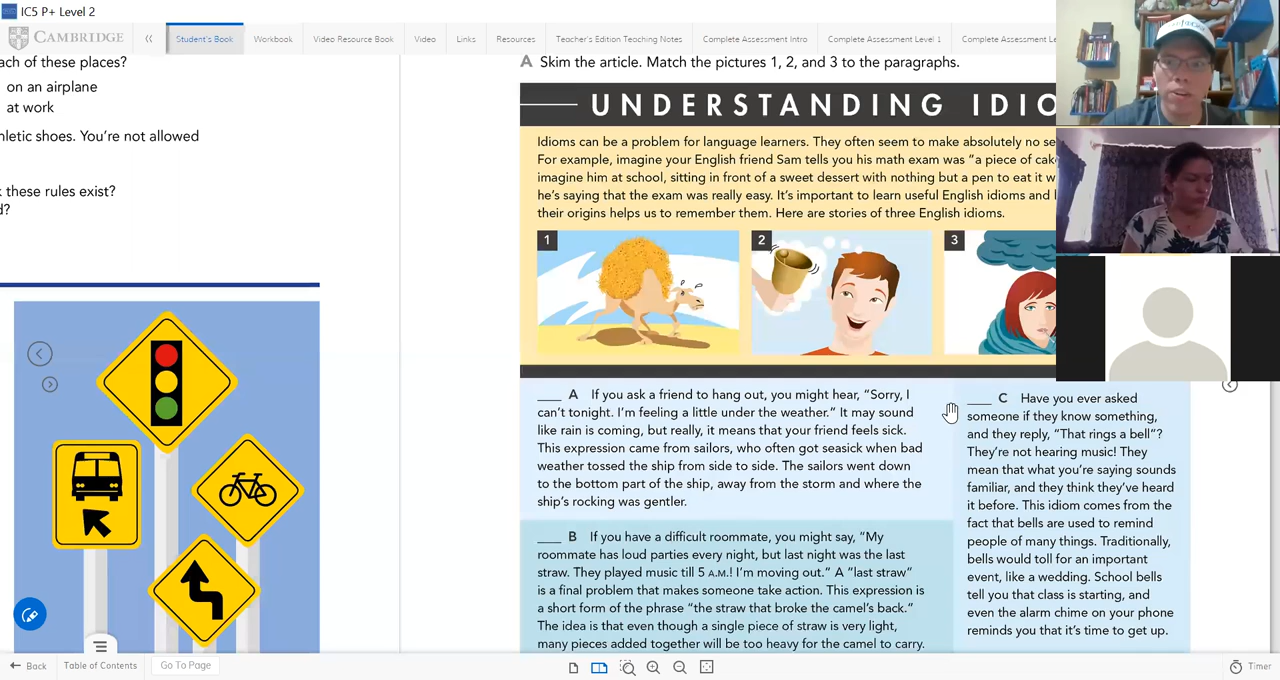 IC5 P+ Level 2
CAMBRIDGE
Student's Book
Workbook
Video Resource Book
Video
Links
Resources
Teacher's Edition Teaching Notes
Complete Assessment Intro
Complete Assessment Level 1
Complete Assessment Le
ach of these places?
on an airplane
at work
hletic shoes. You're not allowed
k these rules exist?
d?
A Skim the article. Match the pictures 1, 2, and 3 to the paragraphs.
UNDERSTANDING IDIO
Idioms can be a problem for language learners. They often seem to make absolutely no se
For example, imagine your English friend Sam tells you his math exam was “a piece of cak
imagine him at school, sitting in front of a sweet dessert with nothing but a pen to eat it w
he's saying that the exam was really easy. It's important to learn useful English idioms and
their origins helps us to remember them. Here are stories of three English idioms.
1
2
3
____ A If you ask a friend to hang out, you might hear, “Sorry, I
can't tonight. I'm feeling a little under the weather.” It may sound
like rain is coming, but really, it means that your friend feels sick.
This expression came from sailors, who often got seasick when bad
weather tossed the ship from side to side. The sailors went down
to the bottom part of the ship, away from the storm and where the
ship's rocking was gentler.
____ B If you have a difficult roommate, you might say, “My
roommate has loud parties every night, but last night was the last
straw. They played music till 5 A.M.! I'm moving out.” A “last straw”
is a final problem that makes someone take action. This expression is
a short form of the phrase “the straw that broke the camel's back.”
The idea is that even though a single piece of straw is very light,
many pieces added together will be too heavy for the camel to carry.
____ C Have you ever asked
someone if they know something,
and they reply, “That rings a bell”?
They're not hearing music! They
mean that what you're saying sounds
familiar, and they think they've heard
it before. This idiom comes from the
fact that bells are used to remind
people of many things. Traditionally,
bells would toll for an important
event, like a wedding. School bells
tell you that class is starting, and
even the alarm chime on your phone
reminds you that it's time to get up.
Back
Table of Contents
Go To Page
Timer